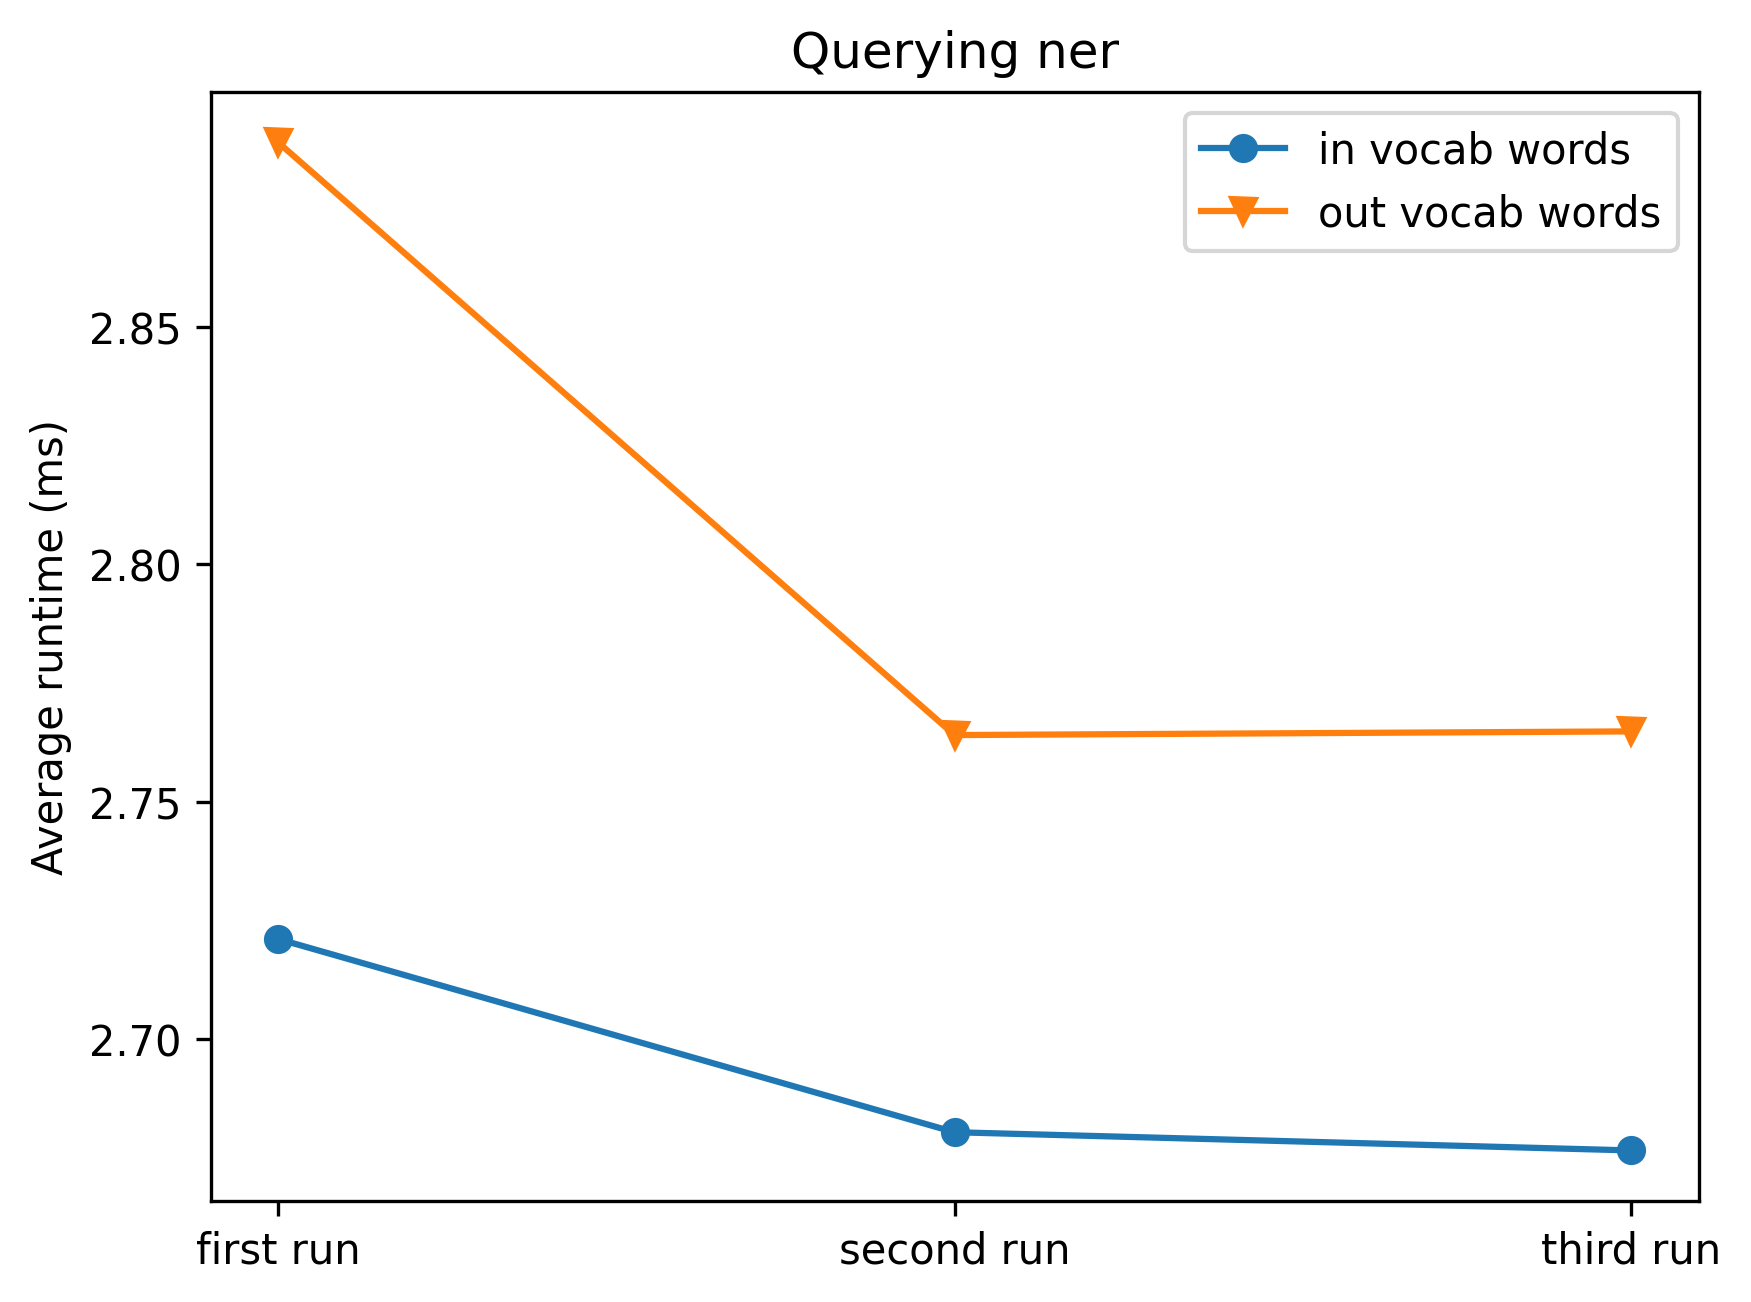 Querying ner
in vocab words
out vocab words
Average runtime (ms)
2.85
2.80
2.75
2.70
first run
second run
third run